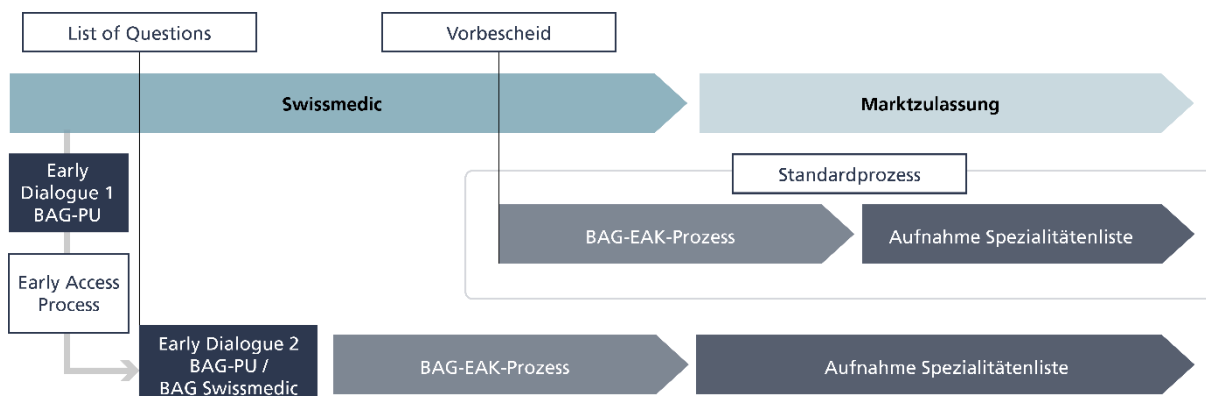 List of Questions
Vorbescheid
Swissmedic
Marktzulassung
Early
Dialogue 1
BAG-PU
Standardprozess
BAG-EAK-Prozess
Aufnahme Spezialitätenliste
Early Access
Process
Early Dialogue 2
BAG-PU /
BAG Swissmedic
BAG-EAK-Prozess
Aufnahme Spezialitätenliste